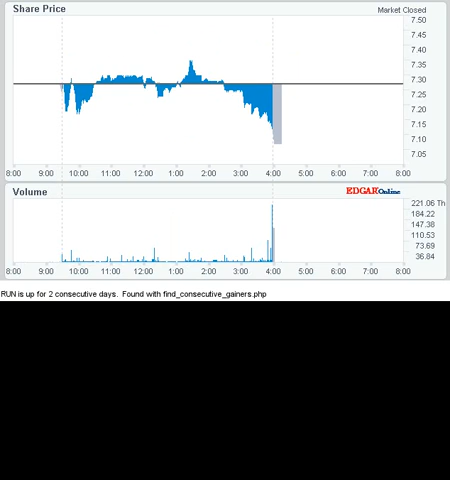 Share Price
Market Closed
7.50
7.45
7.40
7.35
7.30
7.25
7.20
7.15
7.10
7.05
8:00 9:00 10:00 11:00 12:00 1:00 2:00 3:00 4:00 5:00 6:00 7:00 8:00
Volume
EDGAR Online
221.06 Th
184.22
147.38
110.53
73.69
36.84
8:00 9:00 10:00 11:00 12:00 1:00 2:00 3:00 4:00 5:00 6:00 7:00 8:00
RUN is up for 2 consecutive days. Found with find_consecutive_gainers.php